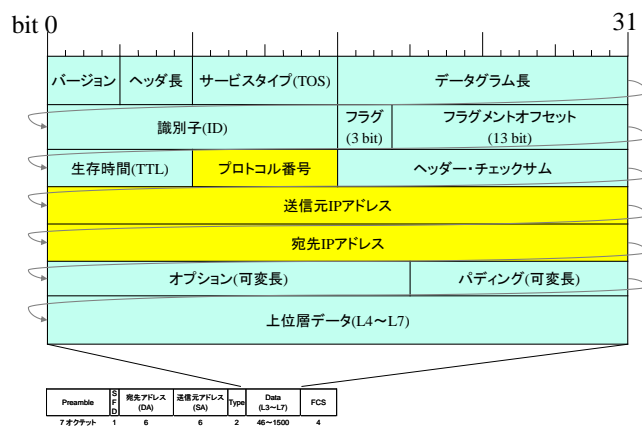 bit 0
31
バージョン
ヘッダ長
サービスタイプ(TOS)
データグラム長
識別子(ID)
フラグ
(3 bit)
フラグメントオフセット
(13 bit)
生存時間(TTL)
プロトコル番号
ヘッダー・チェックサム
送信元IPアドレス
宛先IPアドレス
オプション(可変長)
パディング(可変長)
上位層データ(L4～L7)
Preamble
S
F
D
宛先アドレス
(DA)
送信元アドレス
(SA)
Type
Data
(L3～L7)
FCS
7 オクテット
1
6
6
2
46～1500
4